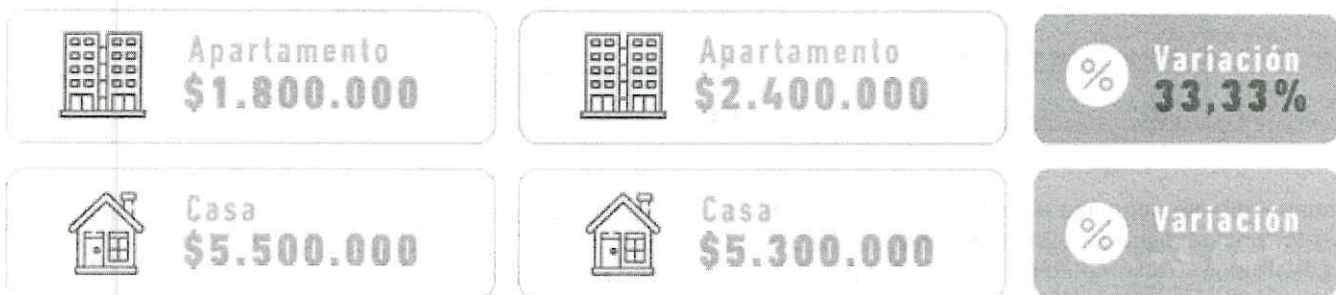 Apartamento
$1.800.000
Apartamento
$2.400.000
%
Variación
33,33%
Casa
$5.500.000
Casa
$5.300.000
%
Variación